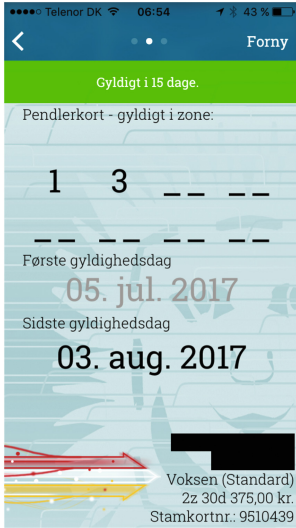 Telenor DK 06:54 43 %
Forny
Gyldigt i 15 dage.
Pendlerkort - gyldigt i zone:
1 3 __ __
__ __ __ __
Første gyldighedsdag
05. jul. 2017
Sidste gyldighedsdag
03. aug. 2017
Voksen (Standard)
2z 30d 375,00 kr.
Stamkortnr.: 9510439